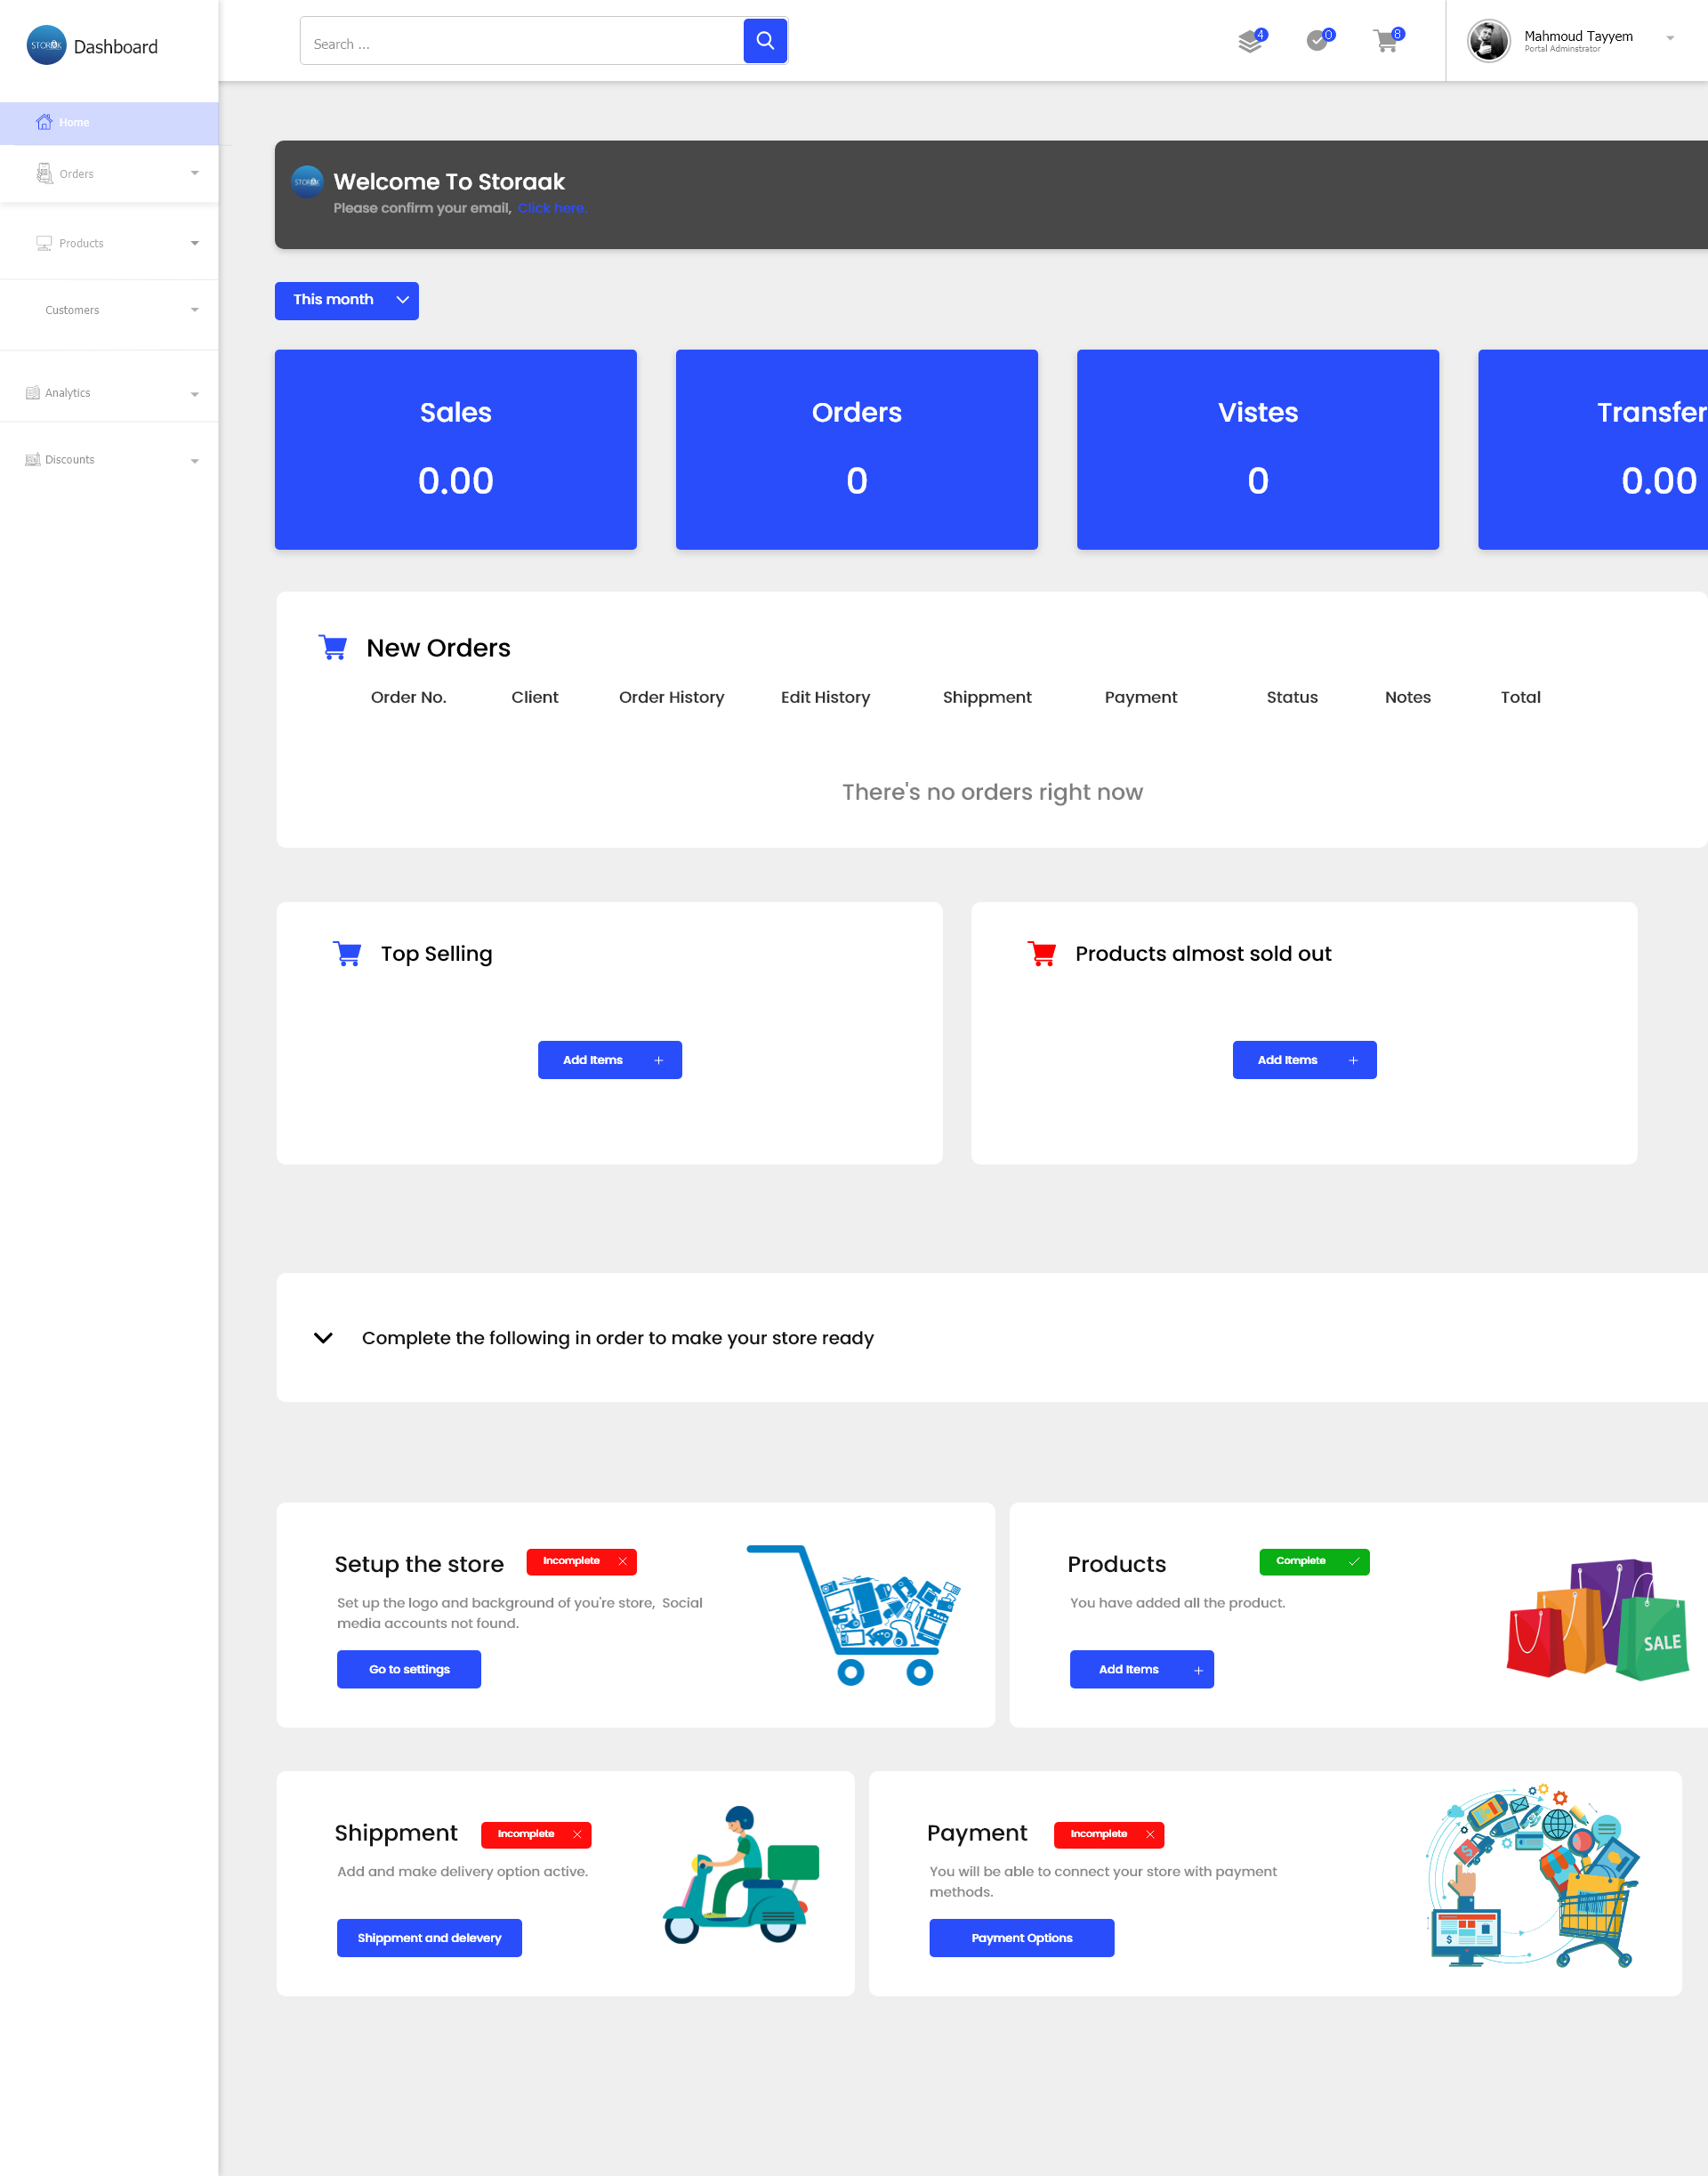 STORAAK Dashboard
Search ...
4
0
8
Mahmoud Tayyem
Portal Adminstrator
Home
Orders
Products
Customers
Analytics
Discounts
STORAAK Welcome To Storaak
Please confirm your email, Click here.
This month
Sales
0.00
Orders
0
Vistes
0
Transfer
0.00
New Orders
Order No. Client Order History Edit History Shippment Payment Status Notes Total
There's no orders right now
Top Selling
Add Items +
Products almost sold out
Add Items +
Complete the following in order to make your store ready
Setup the store Incomplete
Set up the logo and background of you're store, Social
media accounts not found.
Go to settings
Products Complete
You have added all the product.
Add Items +
SALE
Shippment Incomplete
Add and make delivery option active.
Shippment and delevery
Payment Incomplete
You will be able to connect your store with payment
methods.
Payment Options
$
$